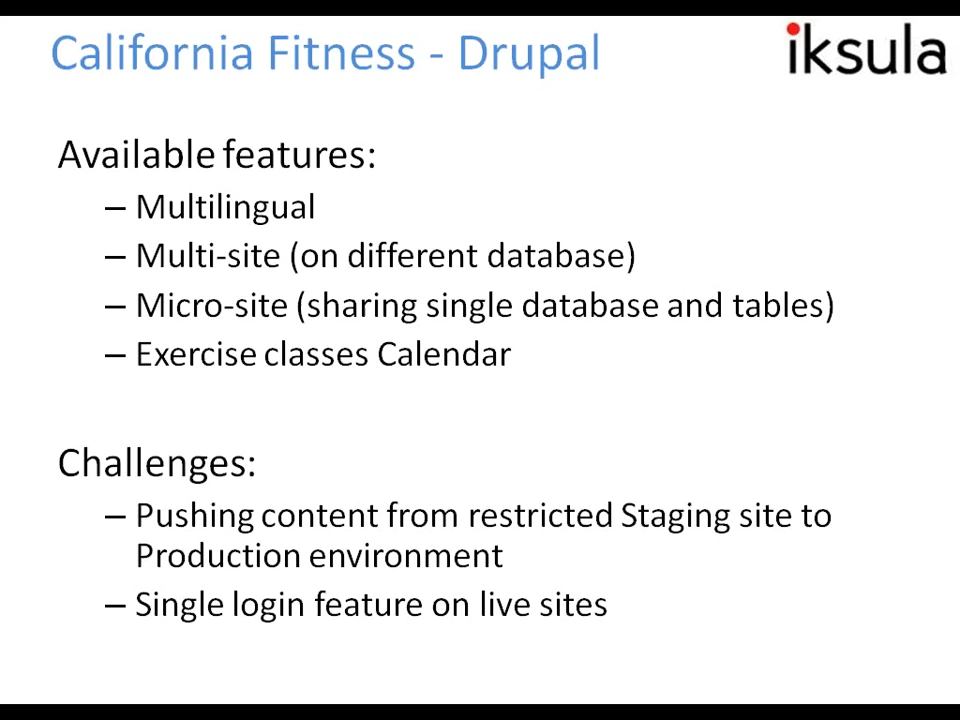 California Fitness - Drupal
iksula
Available features:
– Multilingual
– Multi-site (on different database)
– Micro-site (sharing single database and tables)
– Exercise classes Calendar
Challenges:
– Pushing content from restricted Staging site to
Production environment
– Single login feature on live sites